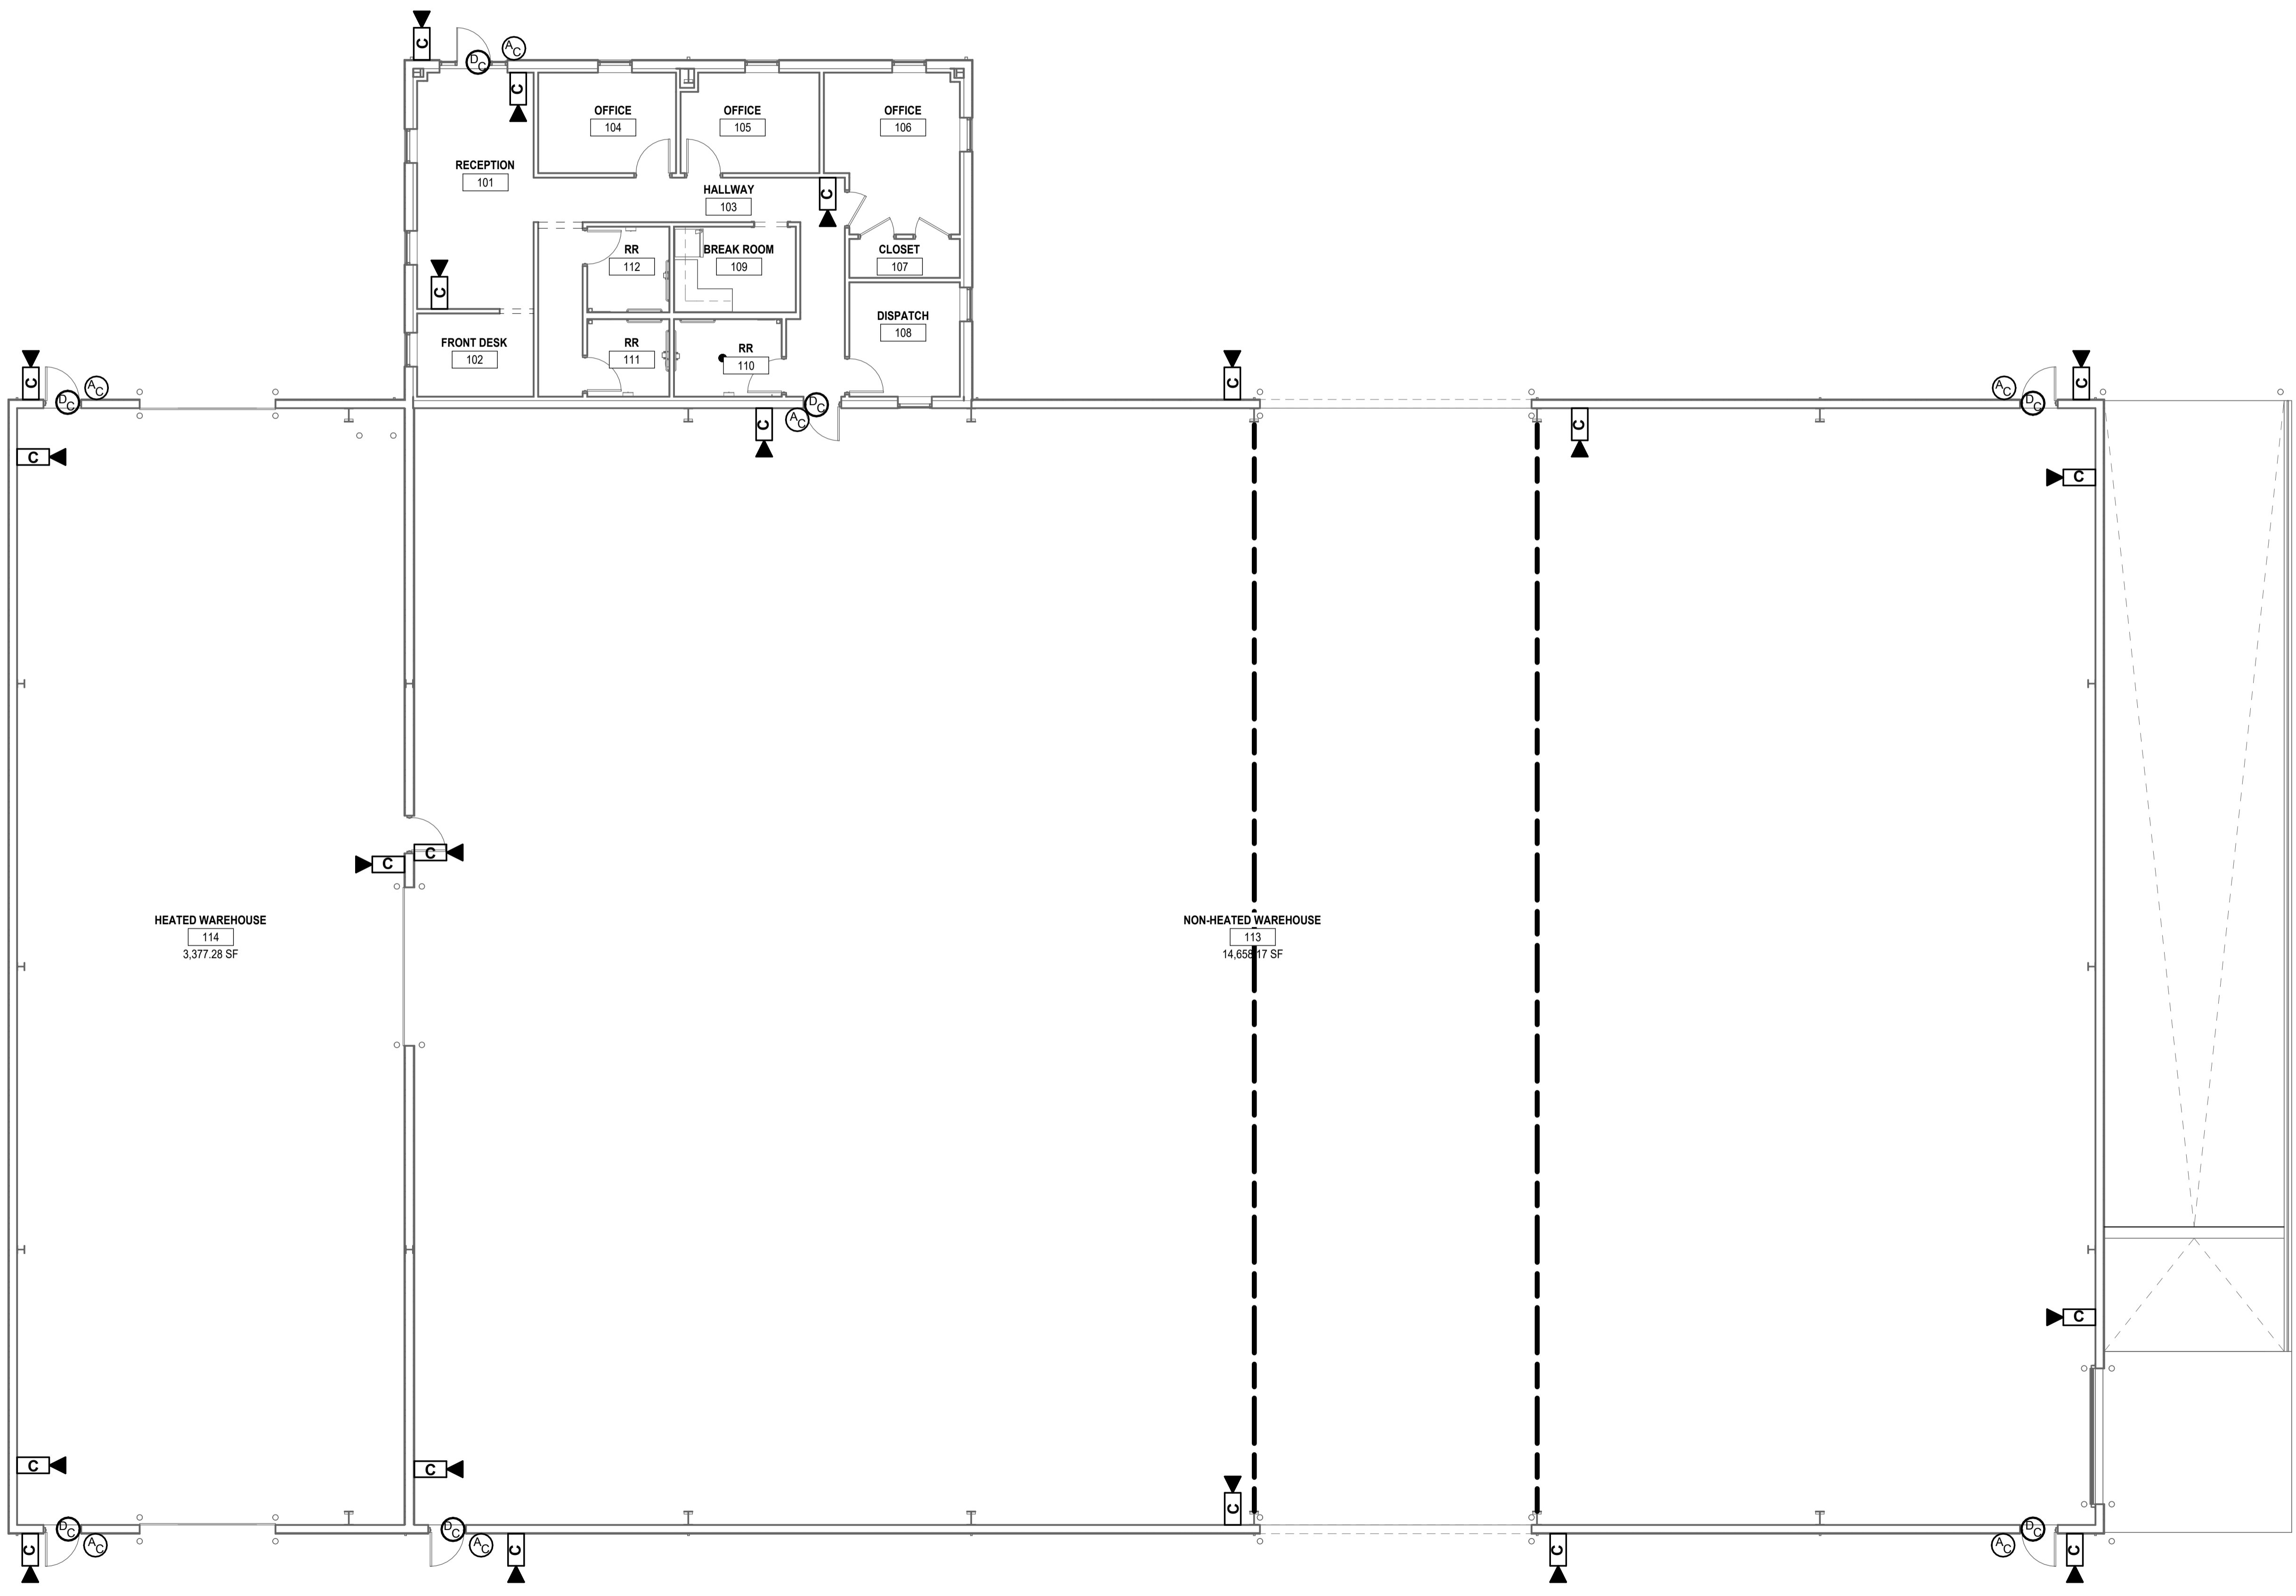 C
D
C
A
C
C
OFFICE
104
OFFICE
105
OFFICE
106
RECEPTION
101
HALLWAY
103
C
RR
112
BREAK ROOM
109
CLOSET
107
C
FRONT DESK
102
RR
111
RR
110
DISPATCH
108
C
D
C
A
C
C
D
C
A
C
C
C
A
C
D
C
C
C
C
C
C
C
HEATED WAREHOUSE
114
3,377.28 SF
NON-HEATED WAREHOUSE
113
14,658.17 SF
C
C
C
C
C
D
C
A
C
D
C
A
C
C
C
A
C
D
C
C